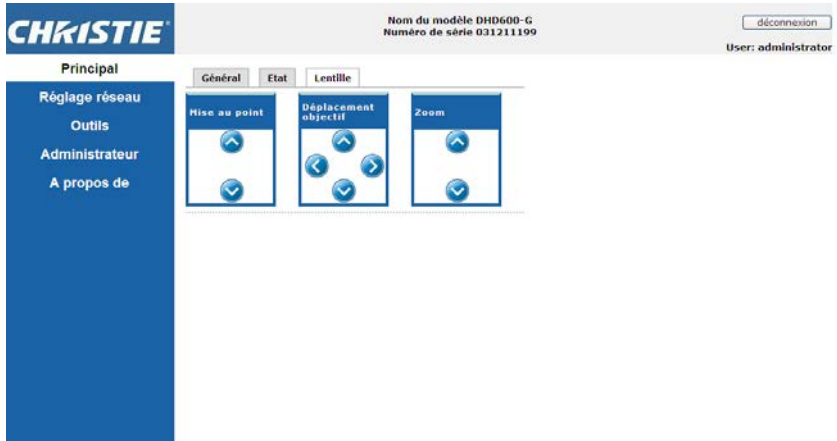 CHRISTIE
Nom du modèle DHD600-G
Numéro de série 031211199
déconnexion
User: administrator
Principal
Réglage réseau
Outils
Administrateur
A propos de
Général
Etat
Lentille
Mise au point
Déplacement
objectif
Zoom